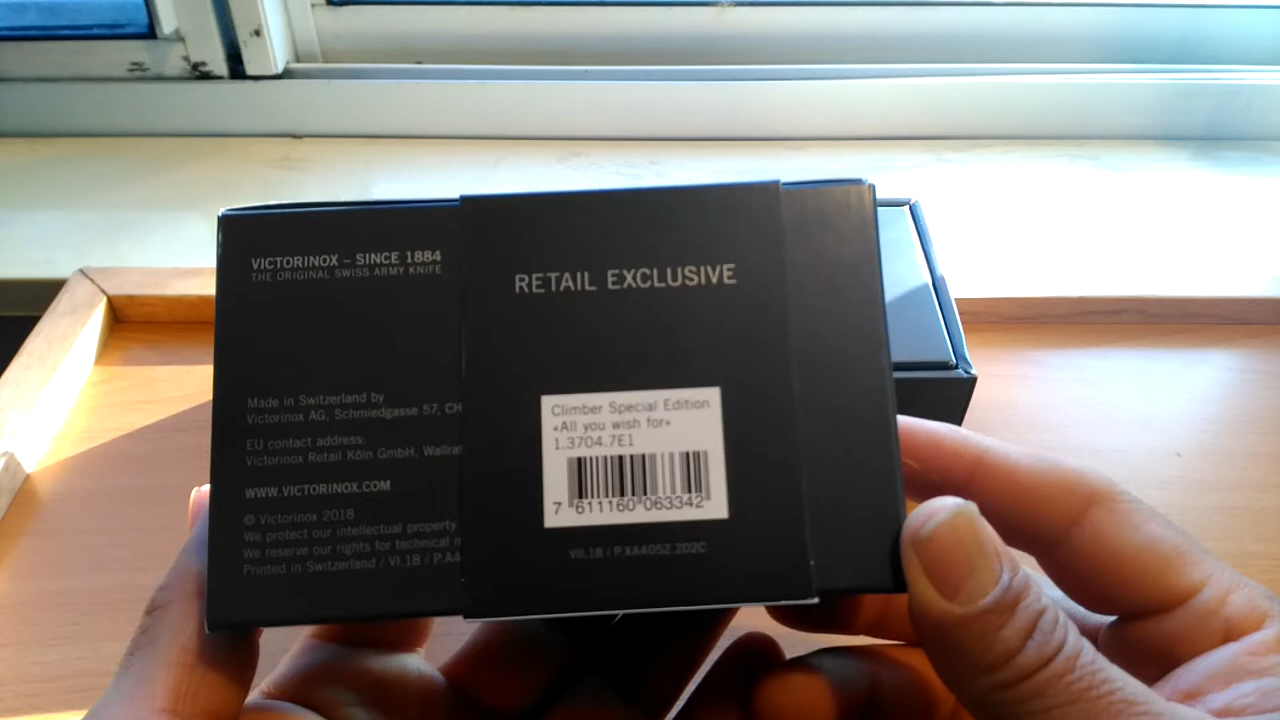 VICTORINOX – SINCE 1884
THE ORIGINAL SWISS ARMY KNIFE
Made in Switzerland by
Victorinox AG, Schmiedgasse 57, CH
EU contact address:
Victorinox Retail Köln GmbH,
WWW.VICTORINOX.COM
© Victorinox 2018
We protect our intellectual property
We reserve our rights for technical
Printed in Switzerland / VI.18 / P.A4
RETAIL EXCLUSIVE
Climber Special Edition
«All you wish for»
1.3704.7E1
7 611160 063342
VII.18 / P.XA4052.202C